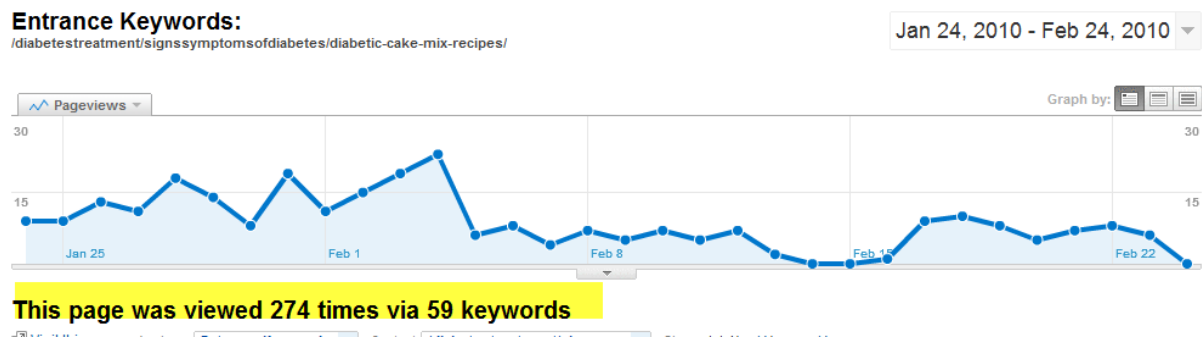 Entrance Keywords:
/diabetestreatment/signssymptomsofdiabetes/diabetic-cake-mix-recipes/
Jan 24, 2010 - Feb 24, 2010
Pageviews
Graph by:
30 30
15 15
Jan 25 Feb 1 Feb 8 Feb 15 Feb 22
This page was viewed 274 times via 59 keywords